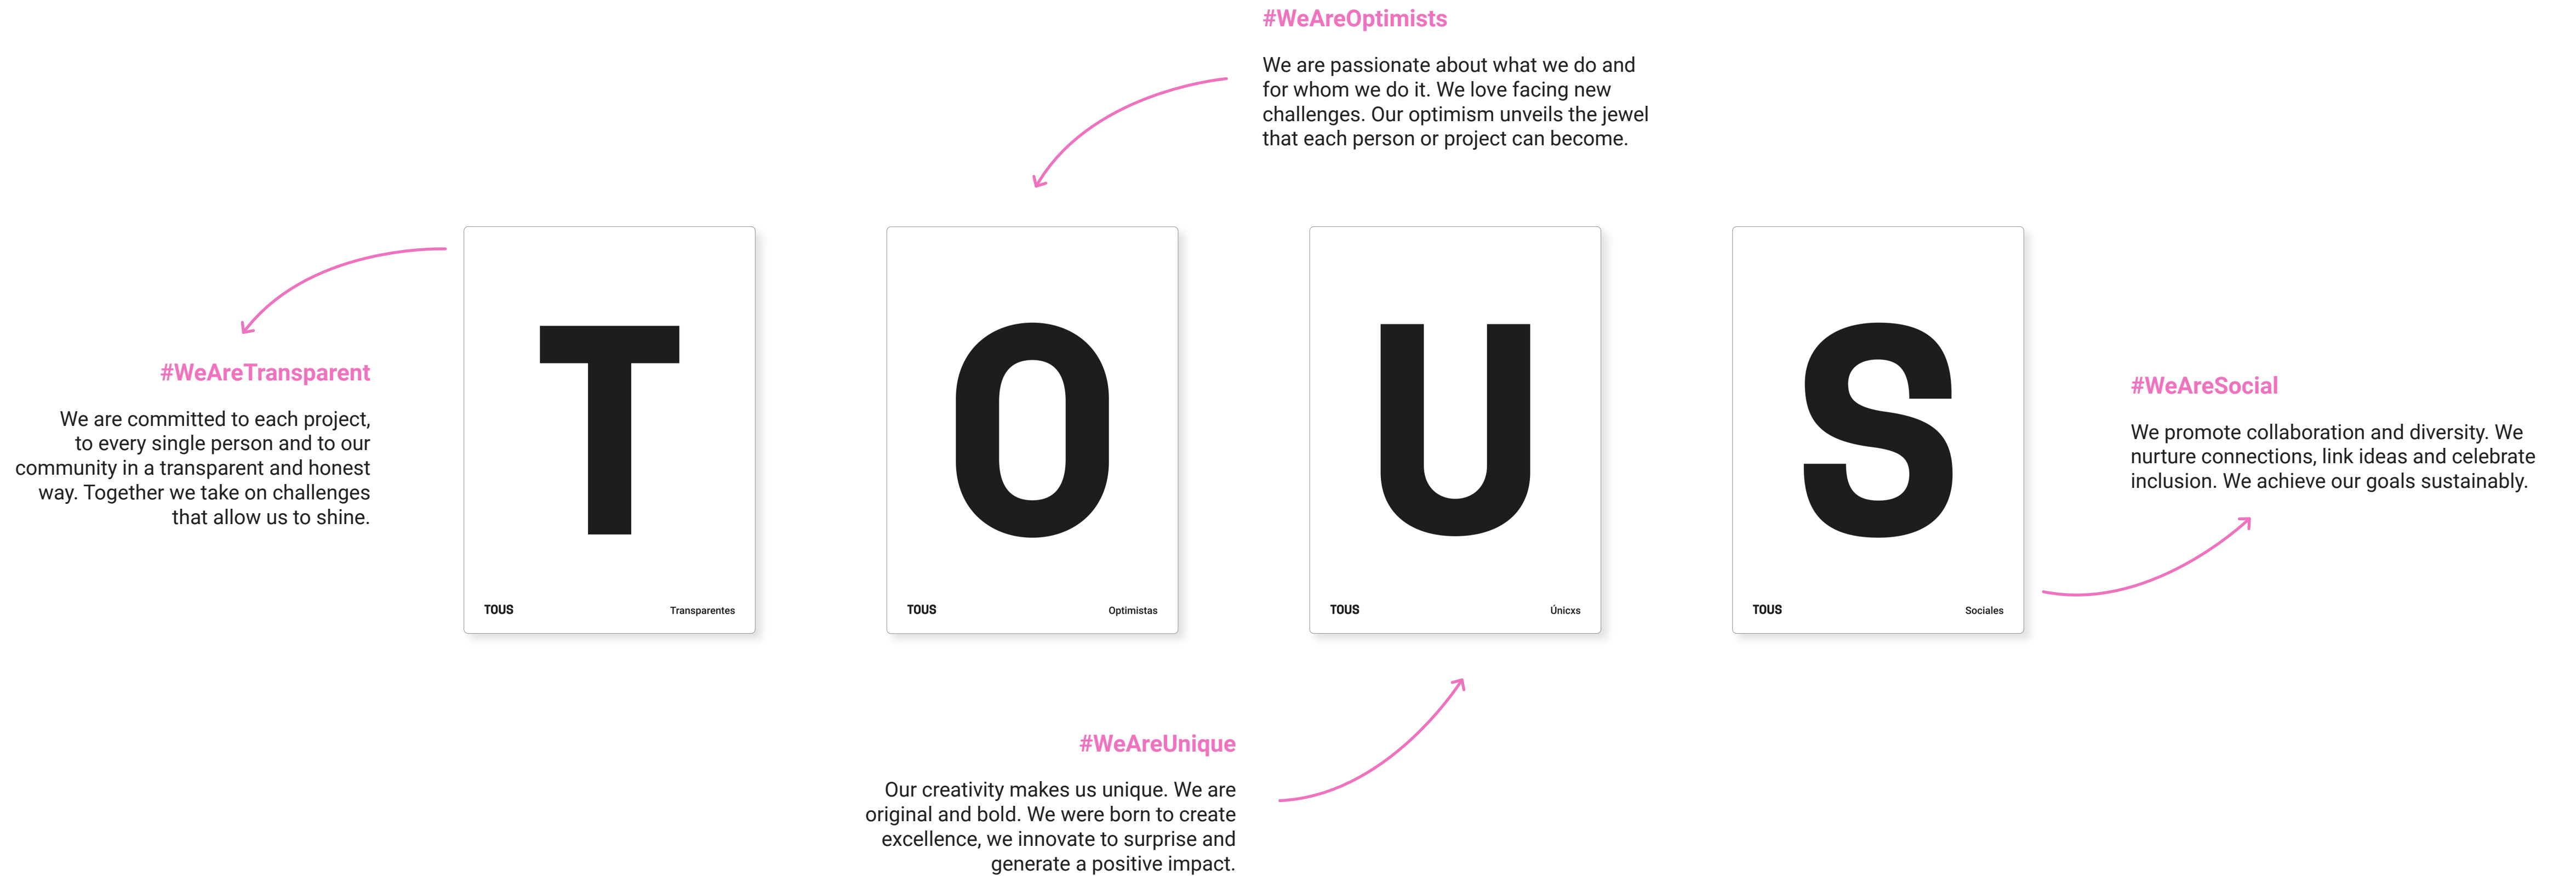 #WeAreOptimists
We are passionate about what we do and
for whom we do it. We love facing new
challenges. Our optimism unveils the jewel
that each person or project can become.
#WeAreTransparent
We are committed to each project,
to every single person and to our
community in a transparent and honest
way. Together we take on challenges
that allow us to shine.
T
TOUS Transparentes
O
TOUS Optimistas
U
TOUS Únicxs
S
TOUS Sociales
#WeAreSocial
We promote collaboration and diversity. We
nurture connections, link ideas and celebrate
inclusion. We achieve our goals sustainably.
#WeAreUnique
Our creativity makes us unique. We are
original and bold. We were born to create
excellence, we innovate to surprise and
generate a positive impact.